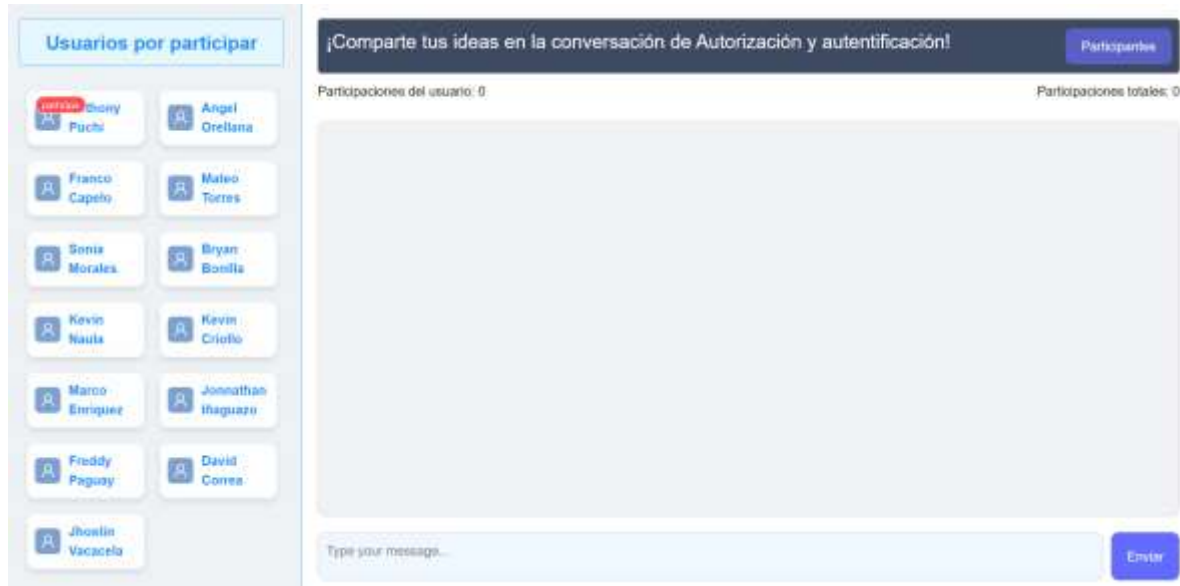 Usuarios por participar
¡Comparte tus ideas en la conversación de Autorización y autentificación!
Participantes
Participaciones del usuario: 0
Participaciones totales: 0
thony
Puchi
Angel
Orellana
Franco
Capelo
Mateo
Torres
Sonia
Morales
Bryan
Bonilla
Kevin
Naula
Kevin
Criollo
Marco
Enriquez
Jonnathan
Iñaguazo
Freddy
Paguay
David
Correa
Jhoslin
Vacacela
Type your message...
Enviar